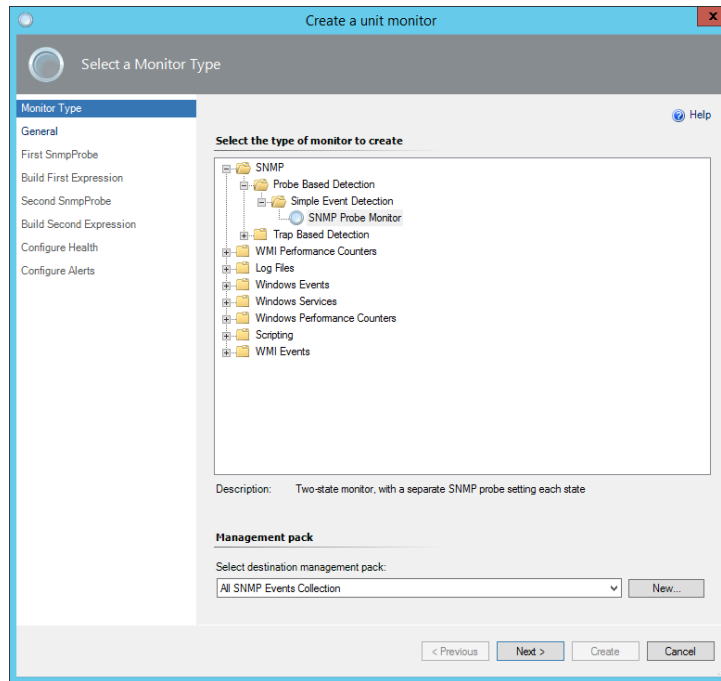 Create a unit monitor
x
Select a Monitor Type
Monitor Type
General
First SnmpProbe
Build First Expression
Second SnmpProbe
Build Second Expression
Configure Health
Configure Alerts
Help
Select the type of monitor to create
SNMP
Probe Based Detection
Simple Event Detection
SNMP Probe Monitor
Trap Based Detection
WMI Performance Counters
Log Files
Windows Events
Windows Services
Windows Performance Counters
Scripting
WMI Events
Description: Two-state monitor, with a separate SNMP probe setting each state
Management pack
Select destination management pack:
All SNMP Events Collection
New...
< Previous Next > Create Cancel